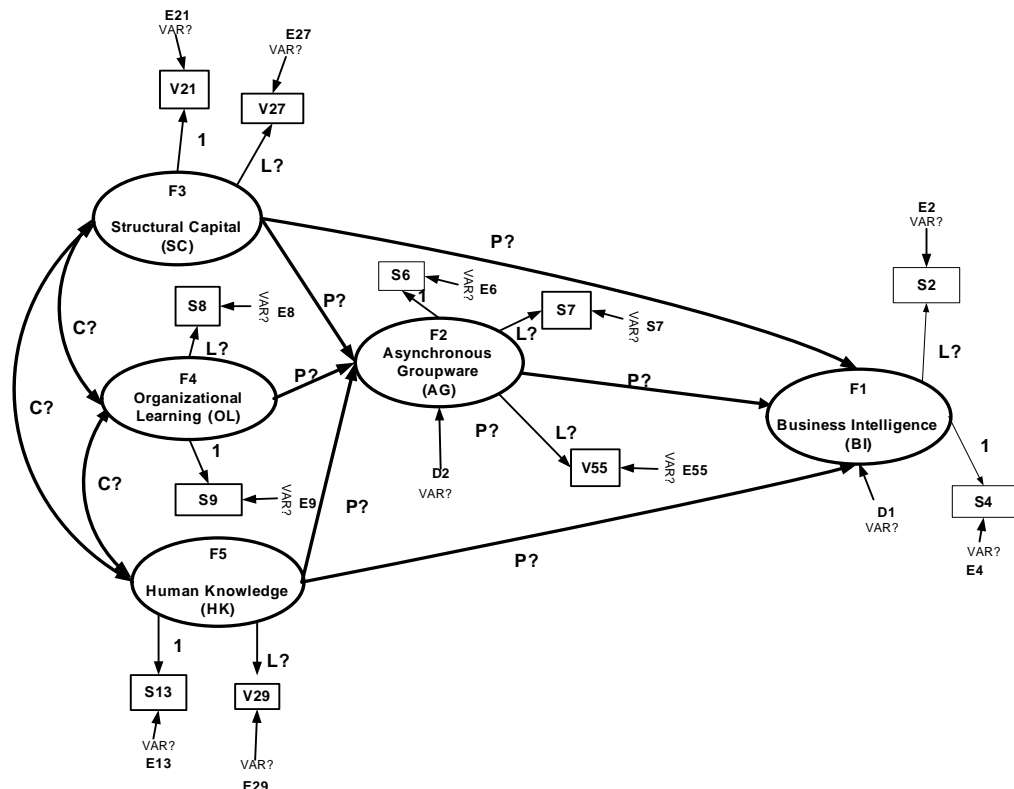 E21
VAR?
E27
VAR?
V21
V27
1
L?
F3
Structural Capital
(SC)
E2
VAR?
P?
S6
VAR?
E6
1
S2
S8
VAR?
E8
P?
S7
VAR?
S7
L?
C?
L?
F2
Asynchronous
Groupware
(AG)
L?
F4
Organizational
Learning (OL)
P?
P?
F1
Business Intelligence
(BI)
C?
1
P?
L?
1
C?
V55
VAR?
E55
S9
VAR?
E9
D2
VAR?
S4
P?
D1
VAR?
VAR?
E4
F5
Human Knowledge
(HK)
P?
1
L?
S13
V29
VAR?
E13
VAR?
E29